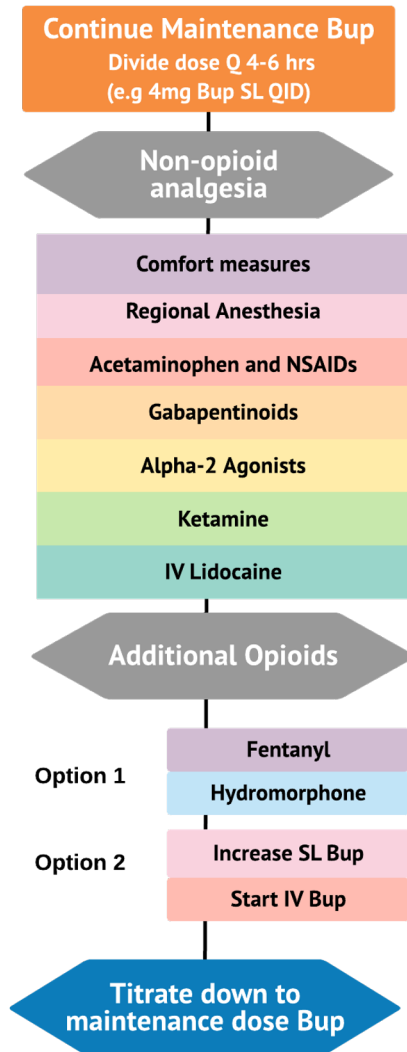 Continue Maintenance Bup
Divide dose Q 4-6 hrs
(e.g 4mg Bup SL QID)
Non-opioid
analgesia
Comfort measures
Regional Anesthesia
Acetaminophen and NSAIDs
Gabapentinoids
Alpha-2 Agonists
Ketamine
IV Lidocaine
Additional Opioids
Option 1
Fentanyl
Hydromorphone
Option 2
Increase SL Bup
Start IV Bup
Titrate down to
maintenance dose Bup